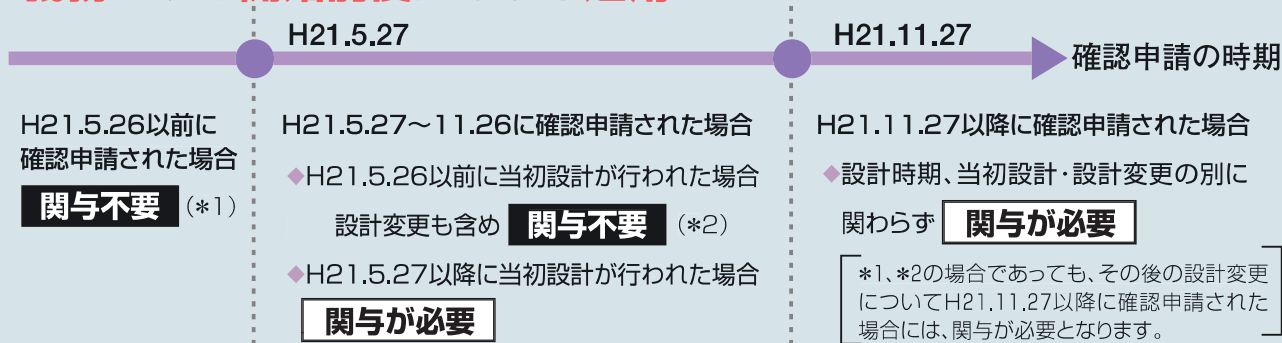 H21.5.27
H21.11.27
確認申請の時期
H21.5.26以前に
確認申請された場合
関与不要（*1）
H21.5.27～11.26に確認申請された場合
◆H21.5.26以前に当初設計が行われた場合
設計変更も含め 関与不要（*2）
◆H21.5.27以降に当初設計が行われた場合
関与が必要
H21.11.27以降に確認申請された場合
◆設計時期、当初設計・設計変更の別に
関わらず 関与が必要
*1、*2の場合であっても、その後の設計変更
についてH21.11.27以降に確認申請された
場合には、関与が必要となります。